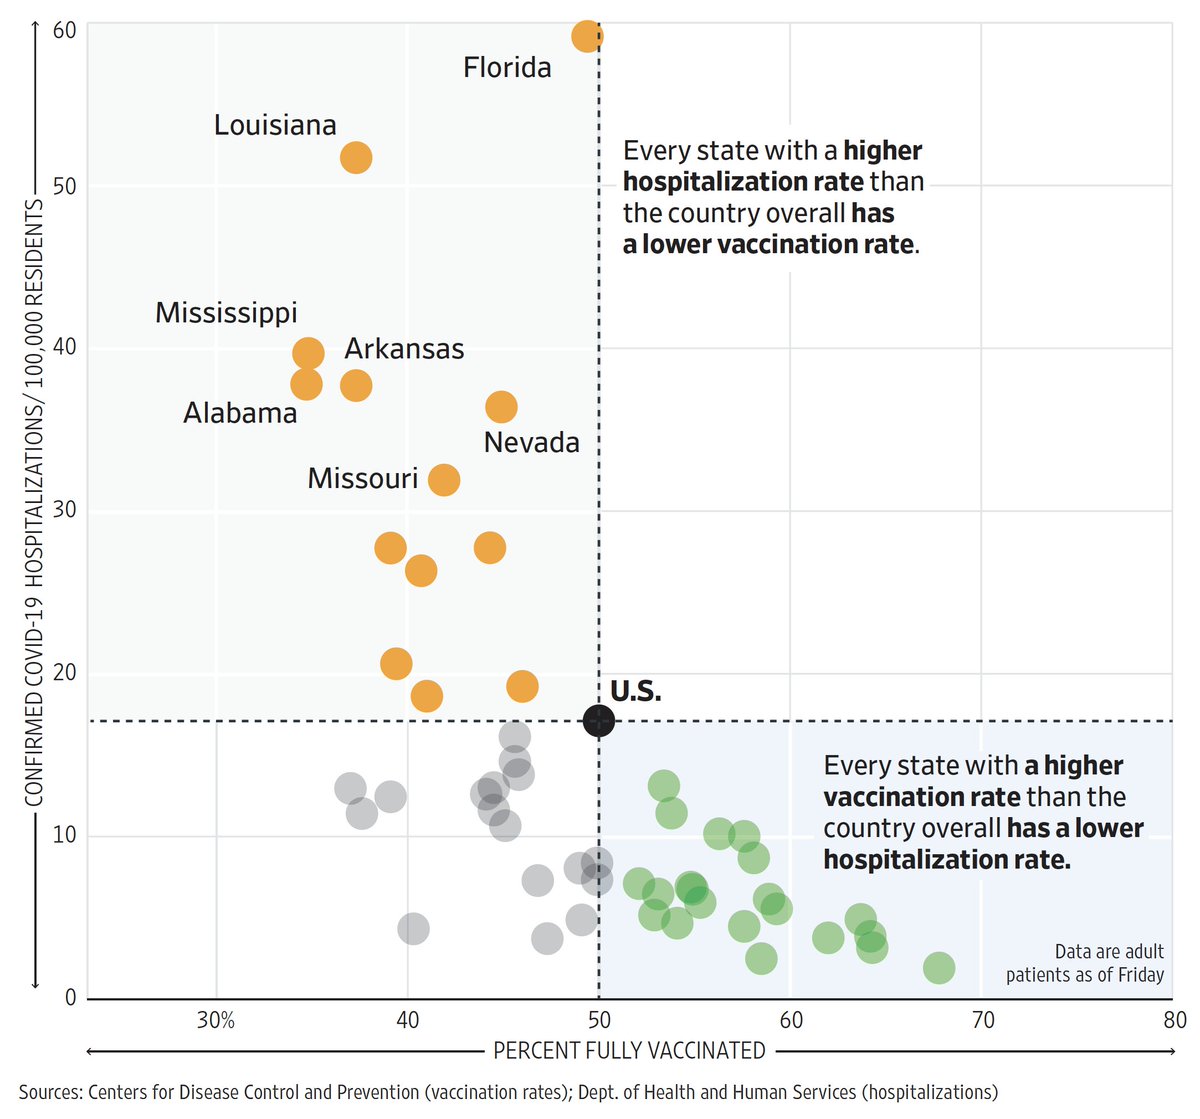 60
Florida
Louisiana
Every state with a higher
hospitalization rate than
the country overall has
a lower vaccination rate.
50
Mississippi
Arkansas
40
Alabama
Nevada
Missouri
30
20
U.S.
Every state with a higher
vaccination rate than the
country overall has a lower
hospitalization rate.
10
Data are adult
patients as of Friday
0
CONFIRMED COVID-19 HOSPITALIZATIONS/100,000 RESIDENTS
30% 40 50 60 70 80
PERCENT FULLY VACCINATED
Sources: Centers for Disease Control and Prevention (vaccination rates); Dept. of Health and Human Services (hospitalizations)